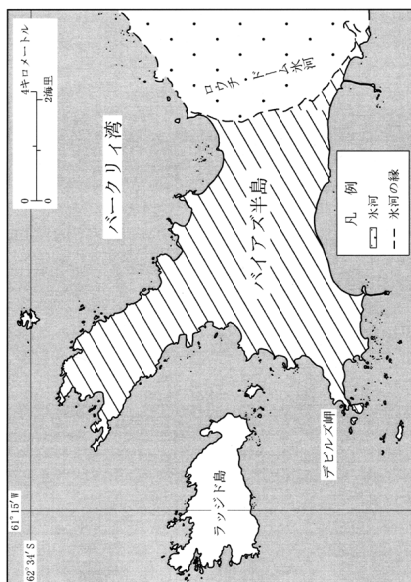 61°15′W
62°34′S
4キロメートル
2海里
0
0
バークリィ湾
ロウチ・ドーム氷河
バイアズ半島
ラッジド島
デビルズ岬
凡例
氷河
氷河の縁